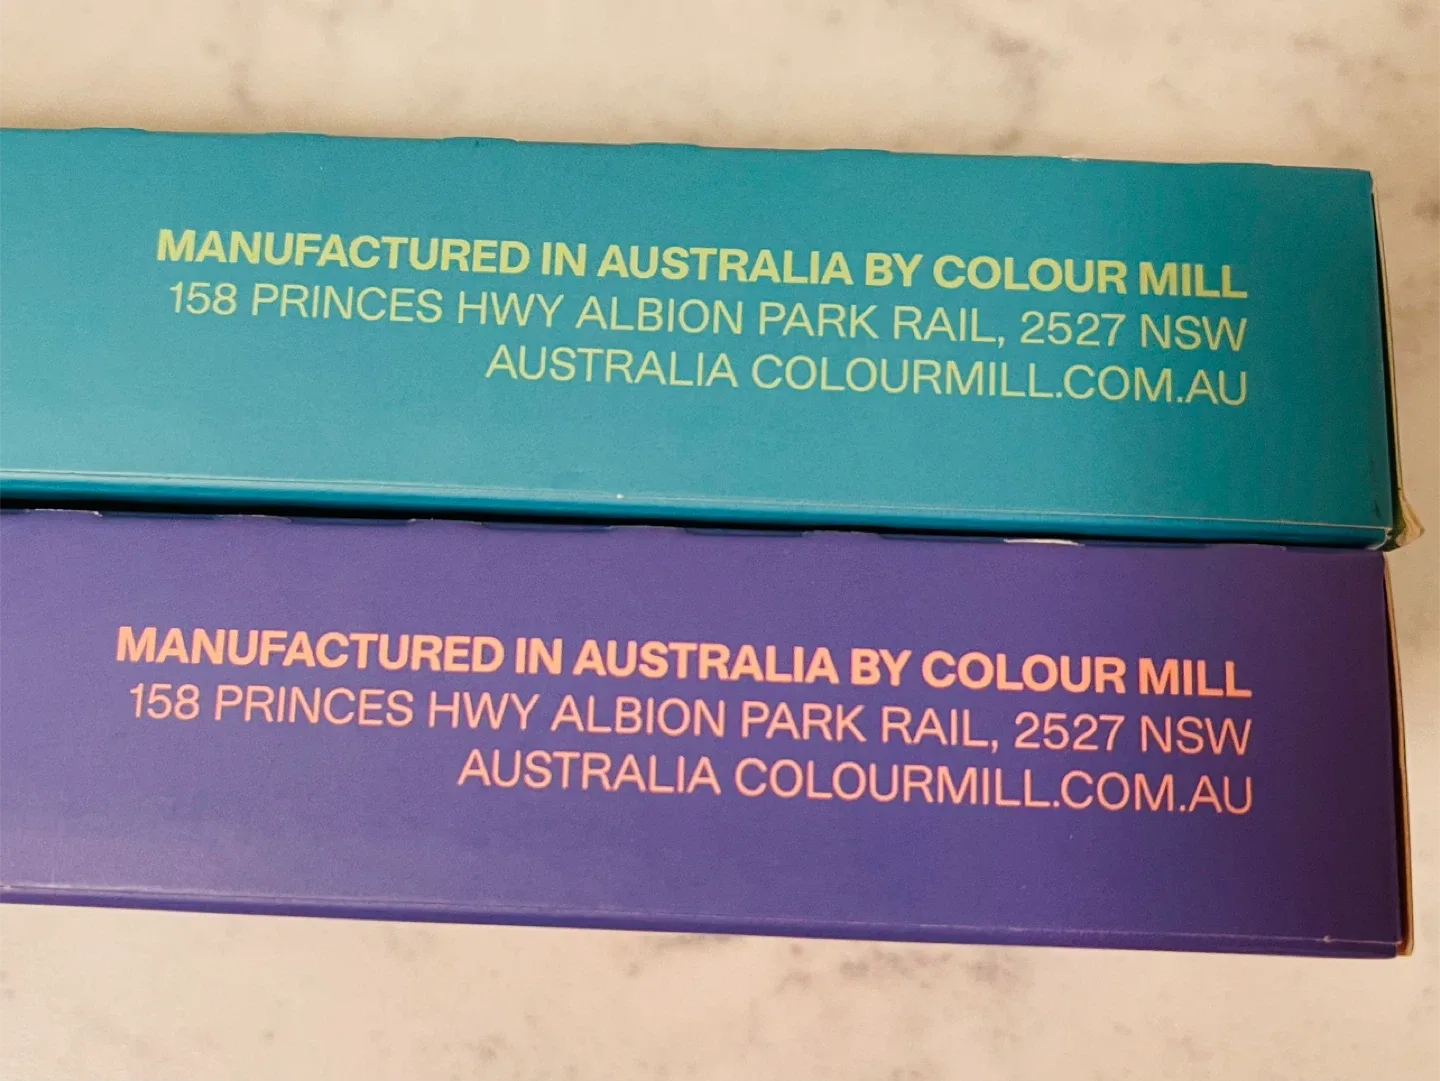 MANUFACTURED IN AUSTRALIA BY COLOUR MILL
158 PRINCES HWY ALBION PARK RAIL, 2527 NSW
AUSTRALIA COLOURMILL.COM.AU
MANUFACTURED IN AUSTRALIA BY COLOUR MILL
158 PRINCES HWY ALBION PARK RAIL, 2527 NSW
AUSTRALIA COLOURMILL.COM.AU